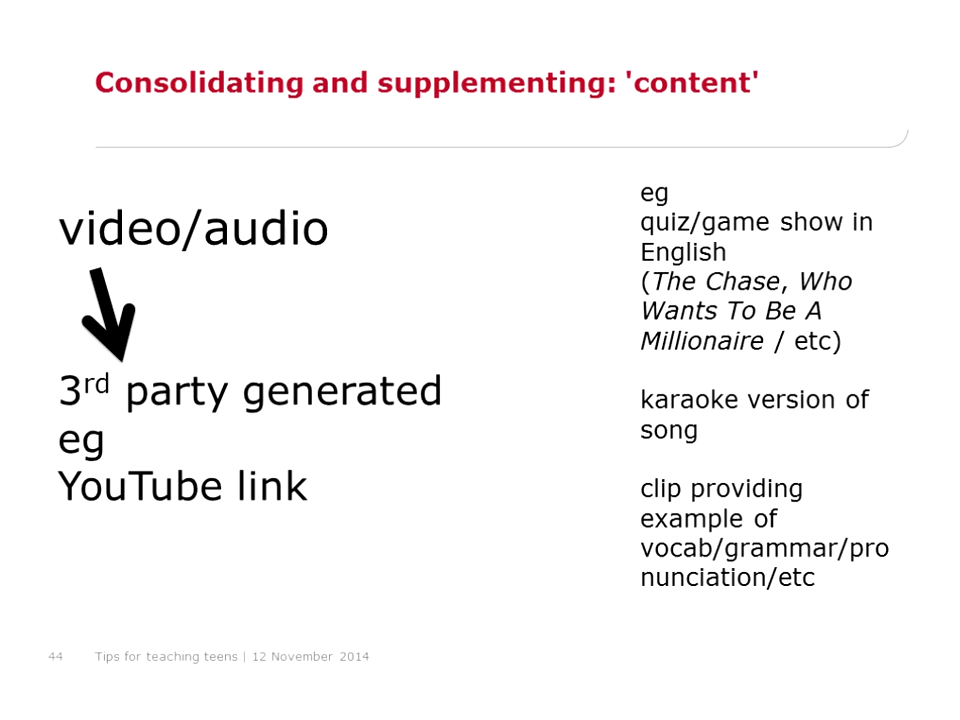 Consolidating and supplementing: 'content'
video/audio
3rd party generated
eg
YouTube link
eg
quiz/game show in
English
(The Chase, Who
Wants To Be A
Millionaire / etc)
karaoke version of
song
clip providing
example of
vocab/grammar/pro
nunciation/etc
44 Tips for teaching teens | 12 November 2014